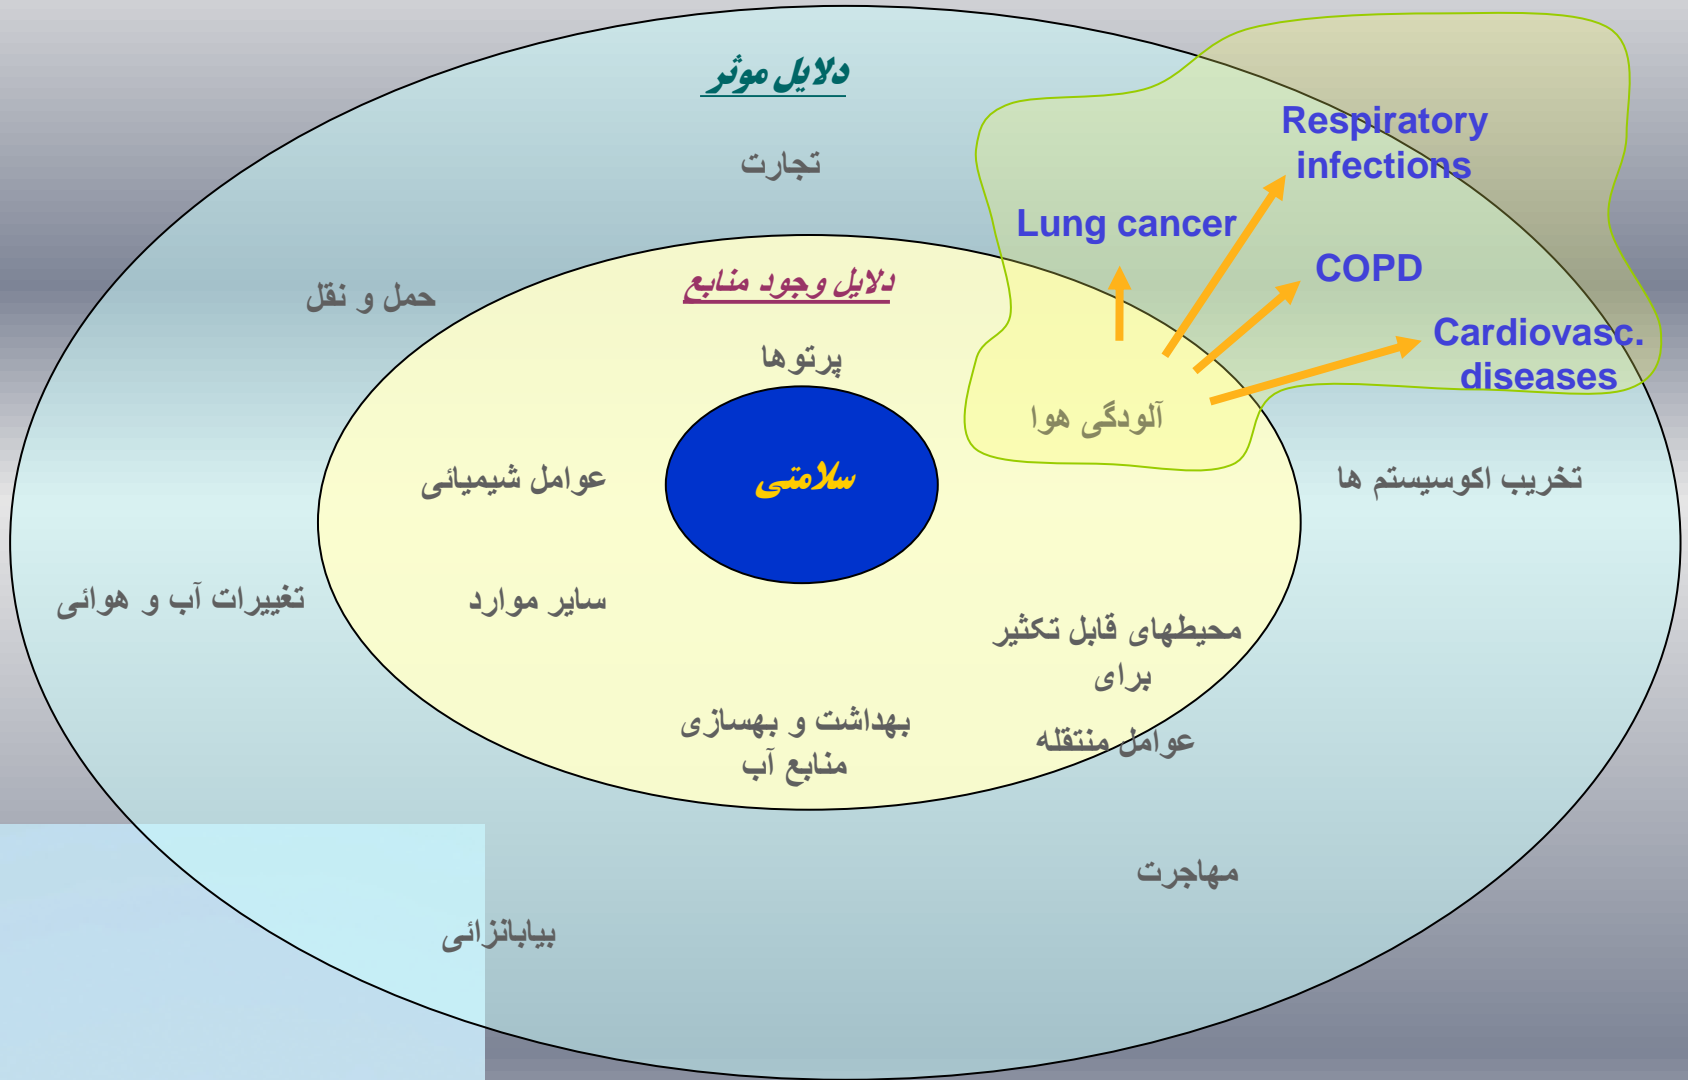 دلایل موثر
تجارت
Respiratory
infections
Lung cancer
COPD
Cardiovasc.
diseases
حمل و نقل
دلایل وجود منابع
پرتوها
آلودگی هوا
سلامتی
عوامل شیمیائی
تخریب اکوسیستم ها
تغییرات آب و هوائی
سایر موارد
محیطهای قابل تکثیر
برای
عوامل منتقله
بهداشت و بهسازی
منابع آب
مهاجرت
بیابانزائی